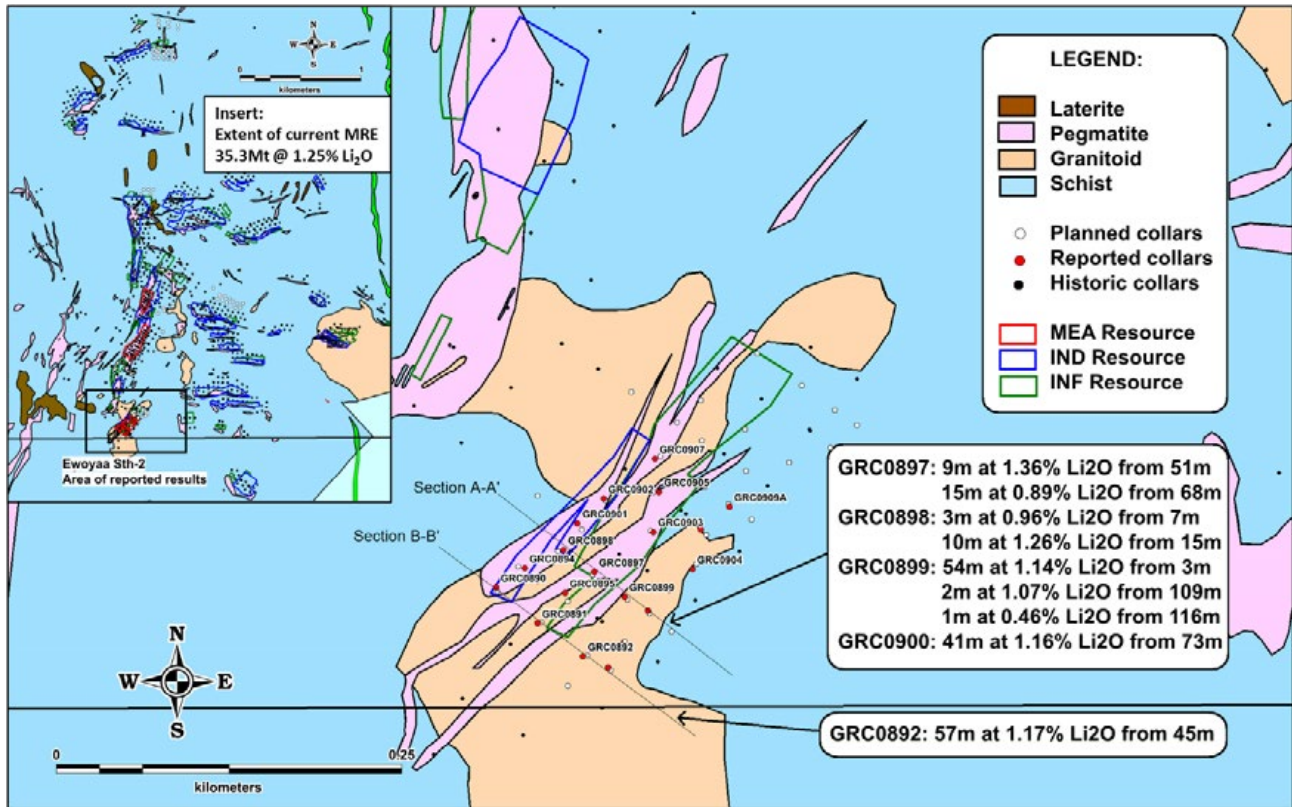 N
W E
S
0 1
kilometers
Insert:
Extent of current MRE
35.3Mt @ 1.25% Li₂O
Ewoyaa Sth-2
Area of reported results
LEGEND:
Laterite
Pegmatite
Granitoid
Schist
Planned collars
Reported collars
Historic collars
MEA Resource
IND Resource
INF Resource
GRC0907
GRC0902
GRC0905
GRC0909A
Section A-A'
GRC0901
GRC0903
Section B-B'
GRC0898
GRC0894
GRC0897
GRC0904
GRC0890
GRC0895
GRC0899
GRC0891
GRC0892
GRC0897: 9m at 1.36% Li2O from 51m
15m at 0.89% Li2O from 68m
GRC0898: 3m at 0.96% Li2O from 7m
10m at 1.26% Li2O from 15m
GRC0899: 54m at 1.14% Li2O from 3m
2m at 1.07% Li2O from 109m
1m at 0.46% Li2O from 116m
GRC0900: 41m at 1.16% Li2O from 73m
GRC0892: 57m at 1.17% Li2O from 45m
N
W E
S
0 0.25
kilometers